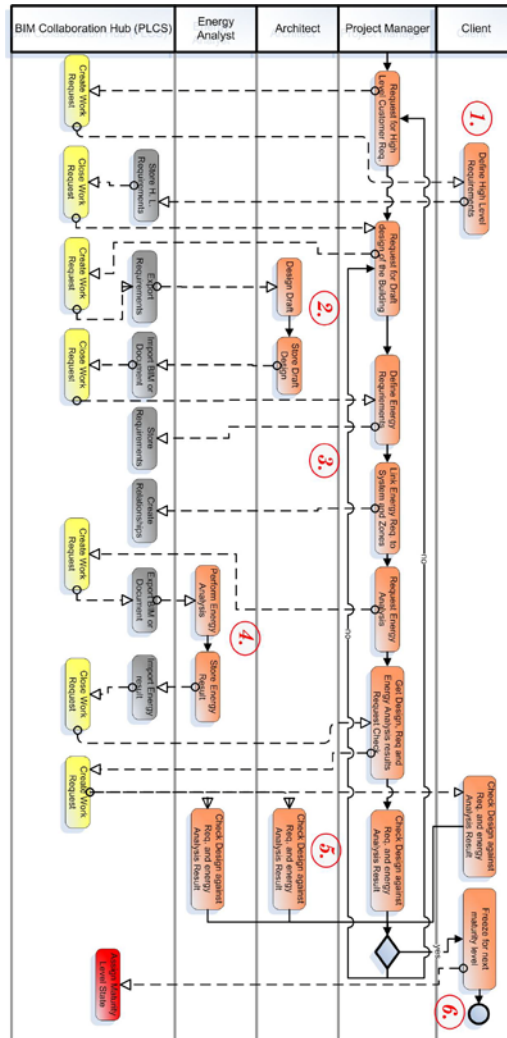 BIM Collaboration Hub (PLCS)
Energy
Analyst
Architect
Project Manager
Client
1.
Define High Level
Requirements
Request for High
Level Customer Req.
Create Work
Request
Store H. L.
Requirements
Close Work
Request
Request for Draft
design of the Building
Create Work
Request
Export
Requirements
2.
Design Draft
Store Draft
Design
Import BIM or
Document
Close Work
Request
Define Energy
Requriements
3.
Store
Requirements
Link Energy Req. to
System and Zones
Create
Relationships
Request Energy
Analysis
Create Work
Request
Export BIM or
Document
4.
Perform Energy
Analysis
Store Energy
Result
Import Energy
result
Close Work
Request
Get Design, Req and
Energy Analysis results
Request Check
no
no
Create Work
Request
Check Design against
Req. and energy
Analysis Result
Check Design against
Req. and energy
Analysis Result
5.
Check Design against
Req. and energy
Analysis Result
Check Design against
Req. and energy
Analysis Result
yes
Freeze for next
maturity level
6.
Assign Maturity
Level State